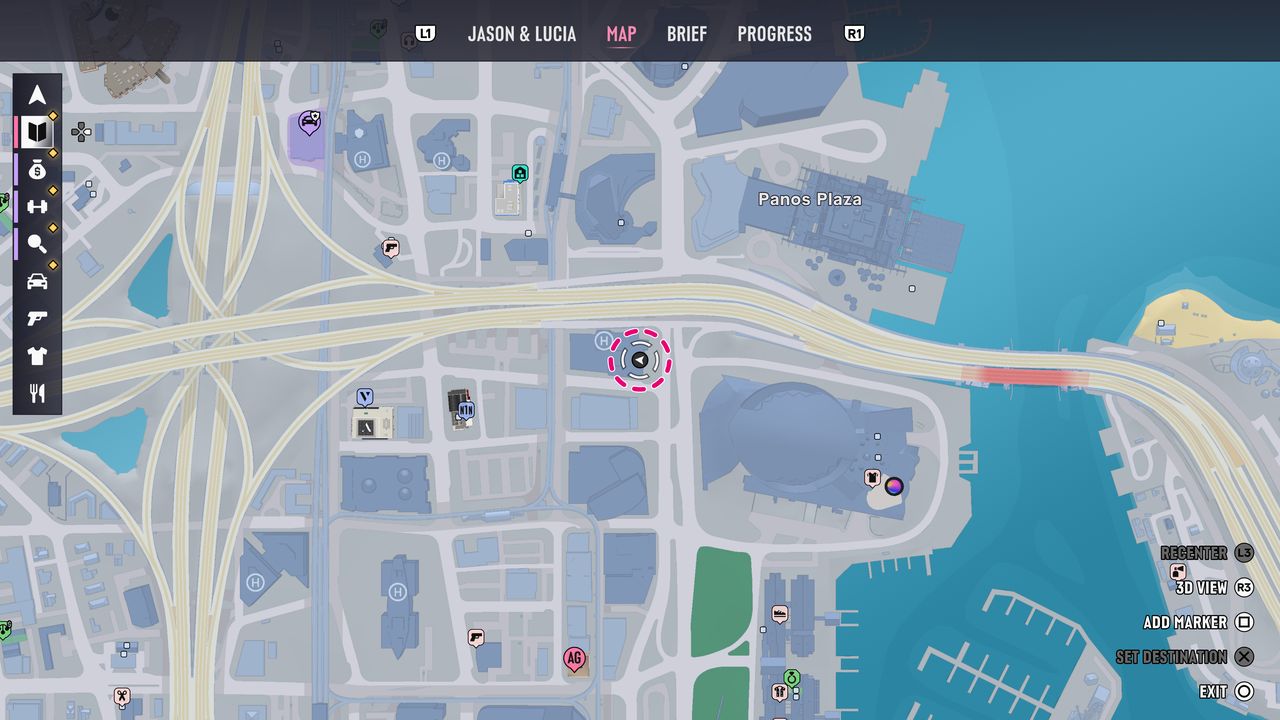 L1 JASON & LUCIA MAP BRIEF PROGRESS R1
H
H
Panos Plaza
H
V
N1N
H
H
AG
RECENTER L3
3D VIEW R3
ADD MARKER
SET DESTINATION
EXIT